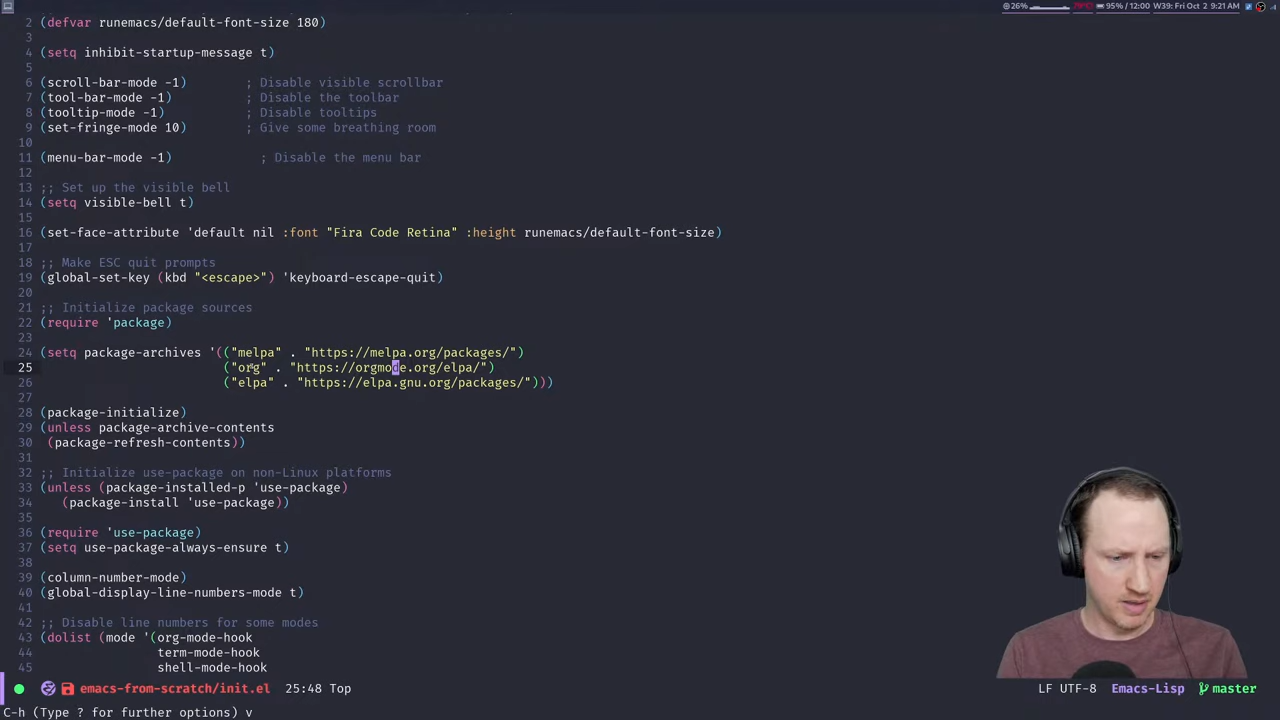 26% 95% / 12:00 W39: Fri Oct 2 9:21 AM
2 (defvar runemacs/default-font-size 180)
4 (setq inhibit-startup-message t)
5
6 (scroll-bar-mode -1) ; Disable visible scrollbar
7 (tool-bar-mode -1) ; Disable the toolbar
8 (tooltip-mode -1) ; Disable tooltips
9 (set-fringe-mode 10) ; Give some breathing room
10
11 (menu-bar-mode -1) ; Disable the menu bar
12
13 ;; Set up the visible bell
14 (setq visible-bell t)
15
16 (set-face-attribute 'default nil :font "Fira Code Retina" :height runemacs/default-font-size)
17
18 ;; Make ESC quit prompts
19 (global-set-key (kbd "<escape>") 'keyboard-escape-quit)
20
21 ;; Initialize package sources
22 (require 'package)
23
24 (setq package-archives '(("melpa" . "https://melpa.org/packages/")
25 ("org" . "https://orgmode.org/elpa/")
26 ("elpa" . "https://elpa.gnu.org/packages/")))
27
28 (package-initialize)
29 (unless package-archive-contents
30 (package-refresh-contents))
31
32 ;; Initialize use-package on non-Linux platforms
33 (unless (package-installed-p 'use-package)
34 (package-install 'use-package))
35
36 (require 'use-package)
37 (setq use-package-always-ensure t)
38
39 (column-number-mode)
40 (global-display-line-numbers-mode t)
41
42 ;; Disable line numbers for some modes
43 (dolist (mode '(org-mode-hook
44 term-mode-hook
45 shell-mode-hook
emacs-from-scratch/init.el 25:48 Top LF UTF-8 Emacs-Lisp master
C-h (Type ? for further options) v